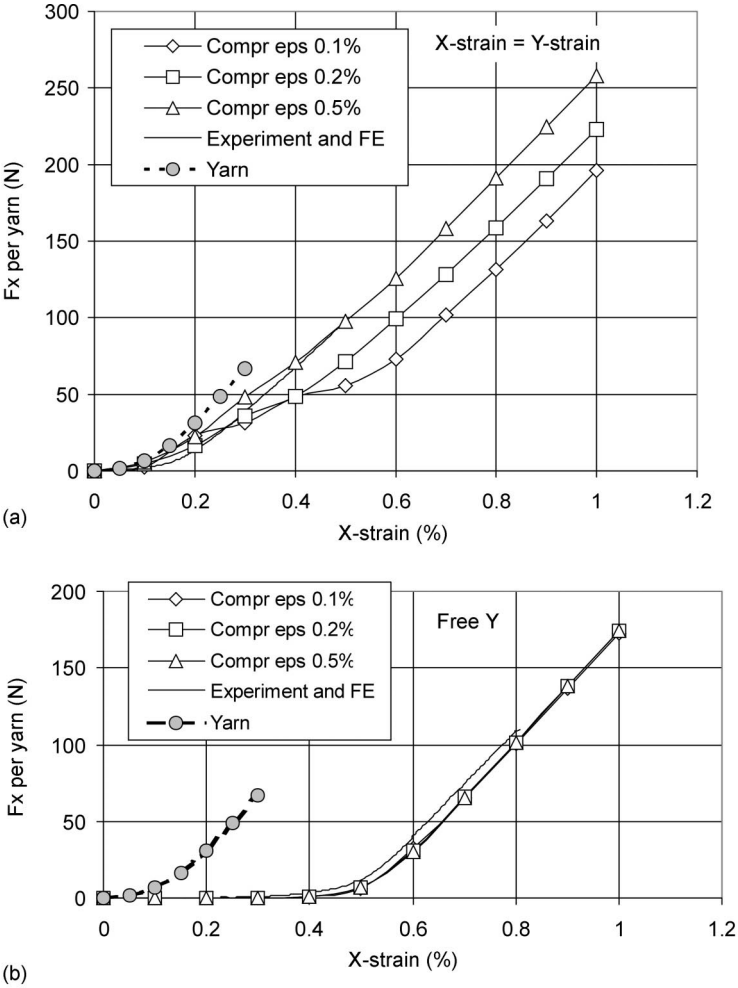 300
250
200
150
100
50
0
Fx per yarn (N)
Compr eps 0.1%
Compr eps 0.2%
Compr eps 0.5%
Experiment and FE
Yarn
X-strain = Y-strain
0 0.2 0.4 0.6 0.8 1 1.2
X-strain (%)
(a)
200
150
100
50
0
Fx per yarn (N)
Compr eps 0.1%
Compr eps 0.2%
Compr eps 0.5%
Experiment and FE
Yarn
Free Y
0 0.2 0.4 0.6 0.8 1 1.2
X-strain (%)
(b)